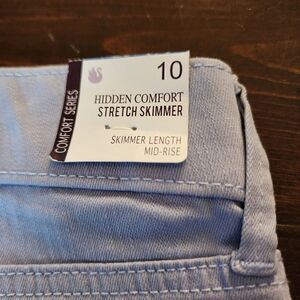 10
HIDDEN COMFORT
STRETCH SKIMMER
SKIMMER LENGTH
MID-RISE
COMFORT SERIES